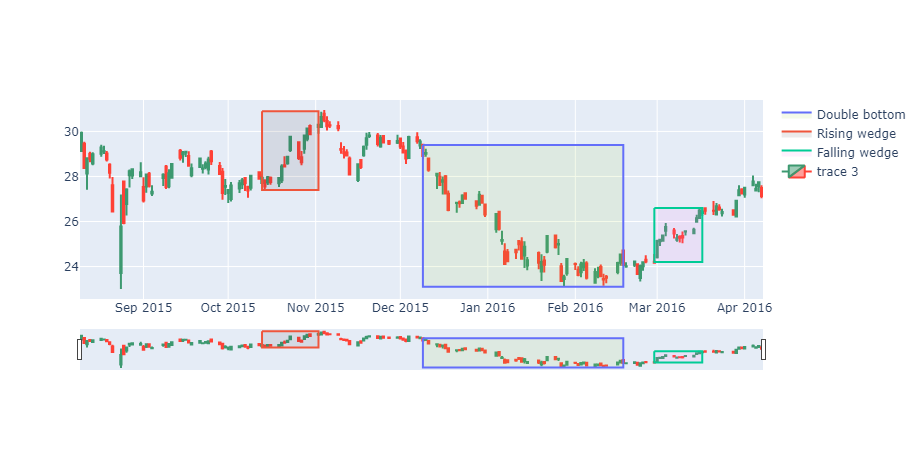 Double bottom
Rising wedge
Falling wedge
trace 3
30
28
26
24
Sep 2015 Oct 2015 Nov 2015 Dec 2015 Jan 2016 Feb 2016 Mar 2016 Apr 2016